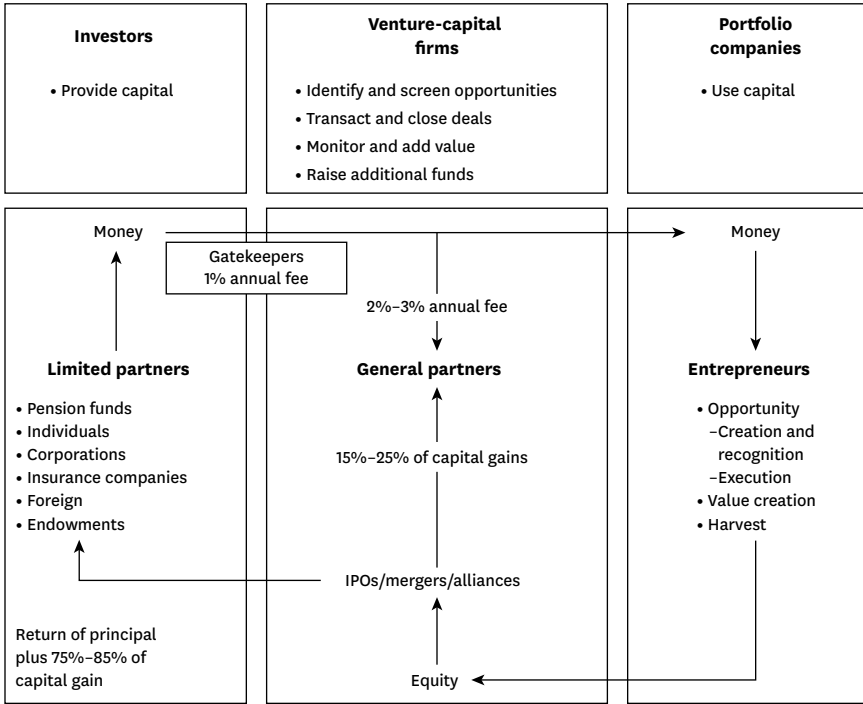 Investors
• Provide capital
Venture-capital
firms
• Identify and screen opportunities
• Transact and close deals
• Monitor and add value
• Raise additional funds
Portfolio
companies
• Use capital
Money
Gatekeepers
1% annual fee
Money
2%–3% annual fee
Limited partners
• Pension funds
• Individuals
• Corporations
• Insurance companies
• Foreign
• Endowments
General partners
15%–25% of capital gains
Entrepreneurs
• Opportunity
–Creation and
recognition
–Execution
• Value creation
• Harvest
IPOs/mergers/alliances
Return of principal
plus 75%–85% of
capital gain
Equity